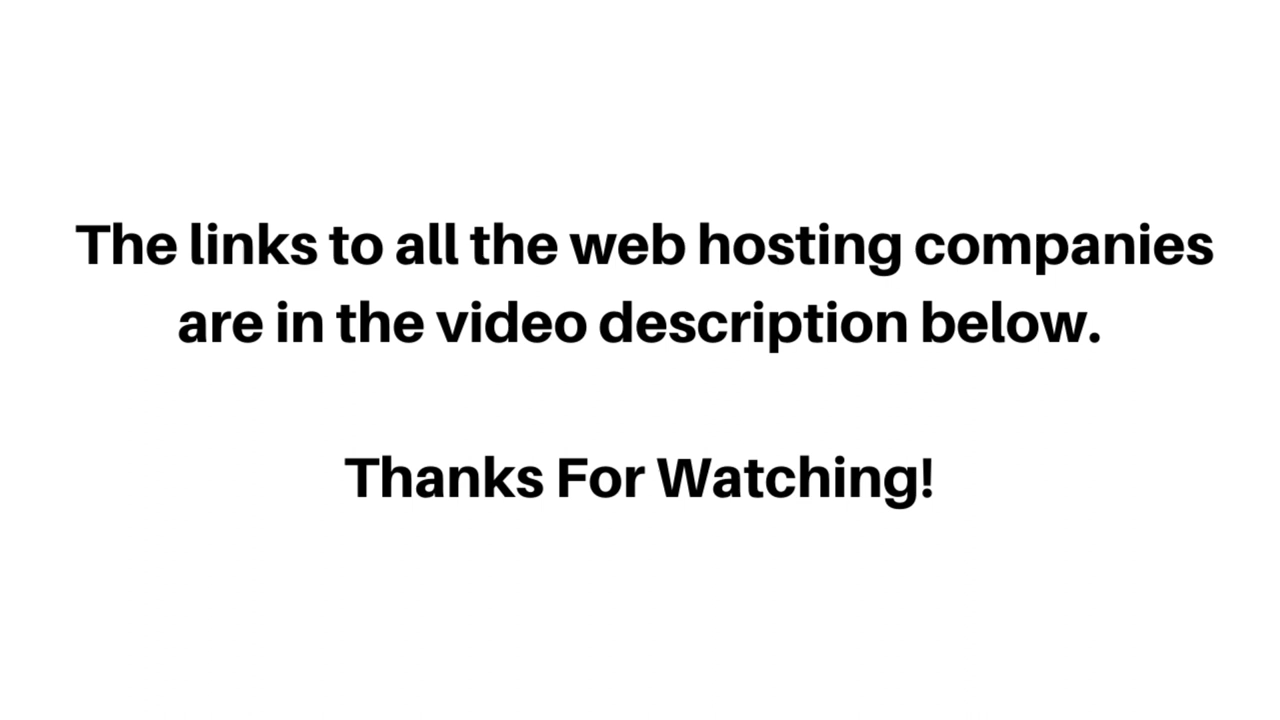 The links to all the web hosting companies
are in the video description below.
Thanks For Watching!